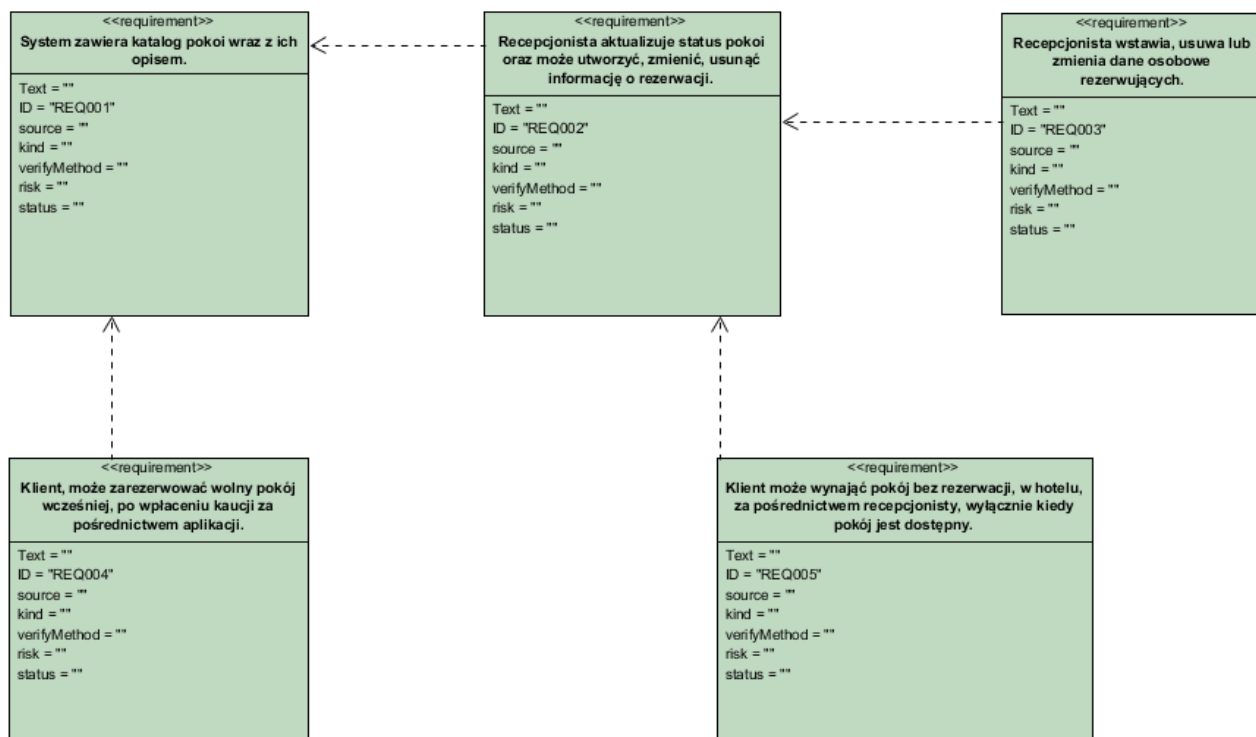 <<requirement>>
System zawiera katalog pokoi wraz z ich
opisem.
Text = ""
ID = "REQ001"
source = ""
kind = ""
verifyMethod = ""
risk = ""
status = ""
<<requirement>>
Recepcjonista aktualizuje status pokoi
oraz może utworzyć, zmienić, usunąć
informację o rezerwacji.
Text = ""
ID = "REQ002"
source = ""
kind = ""
verifyMethod = ""
risk = ""
status = ""
<<requirement>>
Recepcjonista wstawia, usuwa lub
zmienia dane osobowe
rezerwujących.
Text = ""
ID = "REQ003"
source = ""
kind = ""
verifyMethod = ""
risk = ""
status = ""
<<requirement>>
Klient, może zarezerwować wolny pokój
wcześniej, po wpłaceniu kaucji za
pośrednictwem aplikacji.
Text = ""
ID = "REQ004"
source = ""
kind = ""
verifyMethod = ""
risk = ""
status = ""
<<requirement>>
Klient może wynająć pokój bez rezerwacji, w hotelu,
za pośrednictwem recepcjonisty, wyłącznie kiedy
pokój jest dostępny.
Text = ""
ID = "REQ005"
source = ""
kind = ""
verifyMethod = ""
risk = ""
status = ""